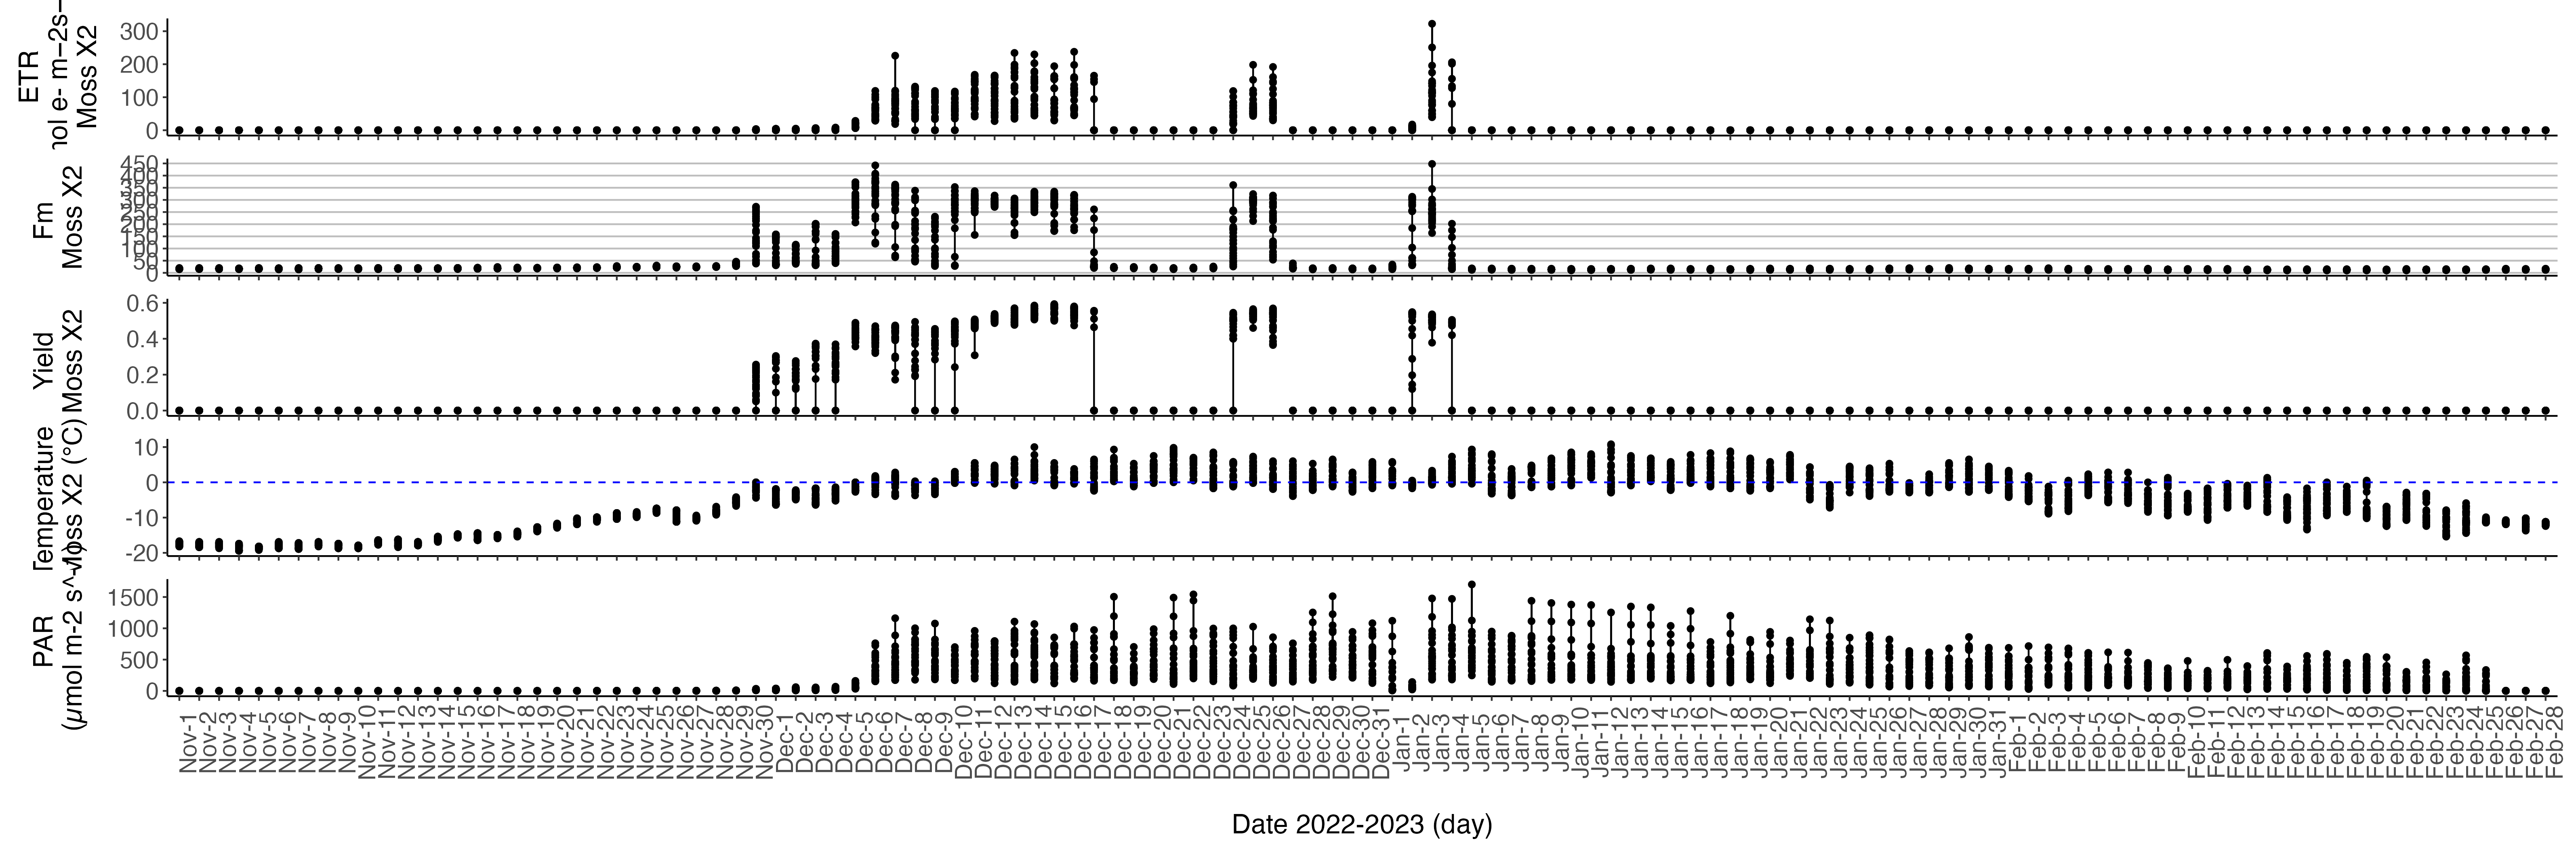 ETR
nol e- m−2s−
Moss X2
300
200
100
0
Fm
Moss X2
450
400
350
300
250
200
150
100
50
0
Yield
Moss X2
0.6
0.4
0.2
0.0
Temperature
Moss X2 (°C)
10
0
-10
-20
PAR
(µmol m-2 s^-1)
1500
1000
500
0
Nov-1
Nov-2
Nov-3
Nov-4
Nov-5
Nov-6
Nov-7
Nov-8
Nov-9
Nov-10
Nov-11
Nov-12
Nov-13
Nov-14
Nov-15
Nov-16
Nov-17
Nov-18
Nov-19
Nov-20
Nov-21
Nov-22
Nov-23
Nov-24
Nov-25
Nov-26
Nov-27
Nov-28
Nov-29
Nov-30
Dec-1
Dec-2
Dec-3
Dec-4
Dec-5
Dec-6
Dec-7
Dec-8
Dec-9
Dec-10
Dec-11
Dec-12
Dec-13
Dec-14
Dec-15
Dec-16
Dec-17
Dec-18
Dec-19
Dec-20
Dec-21
Dec-22
Dec-23
Dec-24
Dec-25
Dec-26
Dec-27
Dec-28
Dec-29
Dec-30
Dec-31
Jan-1
Jan-2
Jan-3
Jan-4
Jan-5
Jan-6
Jan-7
Jan-8
Jan-9
Jan-10
Jan-11
Jan-12
Jan-13
Jan-14
Jan-15
Jan-16
Jan-17
Jan-18
Jan-19
Jan-20
Jan-21
Jan-22
Jan-23
Jan-24
Jan-25
Jan-26
Jan-27
Jan-28
Jan-29
Jan-30
Jan-31
Feb-1
Feb-2
Feb-3
Feb-4
Feb-5
Feb-6
Feb-7
Feb-8
Feb-9
Feb-10
Feb-11
Feb-12
Feb-13
Feb-14
Feb-15
Feb-16
Feb-17
Feb-18
Feb-19
Feb-20
Feb-21
Feb-22
Feb-23
Feb-24
Feb-25
Feb-26
Feb-27
Feb-28
Date 2022-2023 (day)